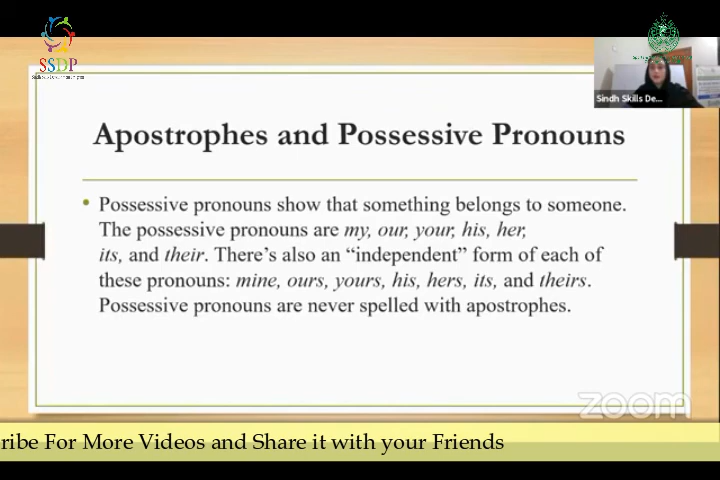 SSDP
Sindh Skills De...
Apostrophes and Possessive Pronouns
• Possessive pronouns show that something belongs to someone.
The possessive pronouns are my, our, your, his, her,
its, and their. There's also an “independent” form of each of
these pronouns: mine, ours, yours, his, hers, its, and theirs.
Possessive pronouns are never spelled with apostrophes.
zoom
ribe For More Videos and Share it with your Friends